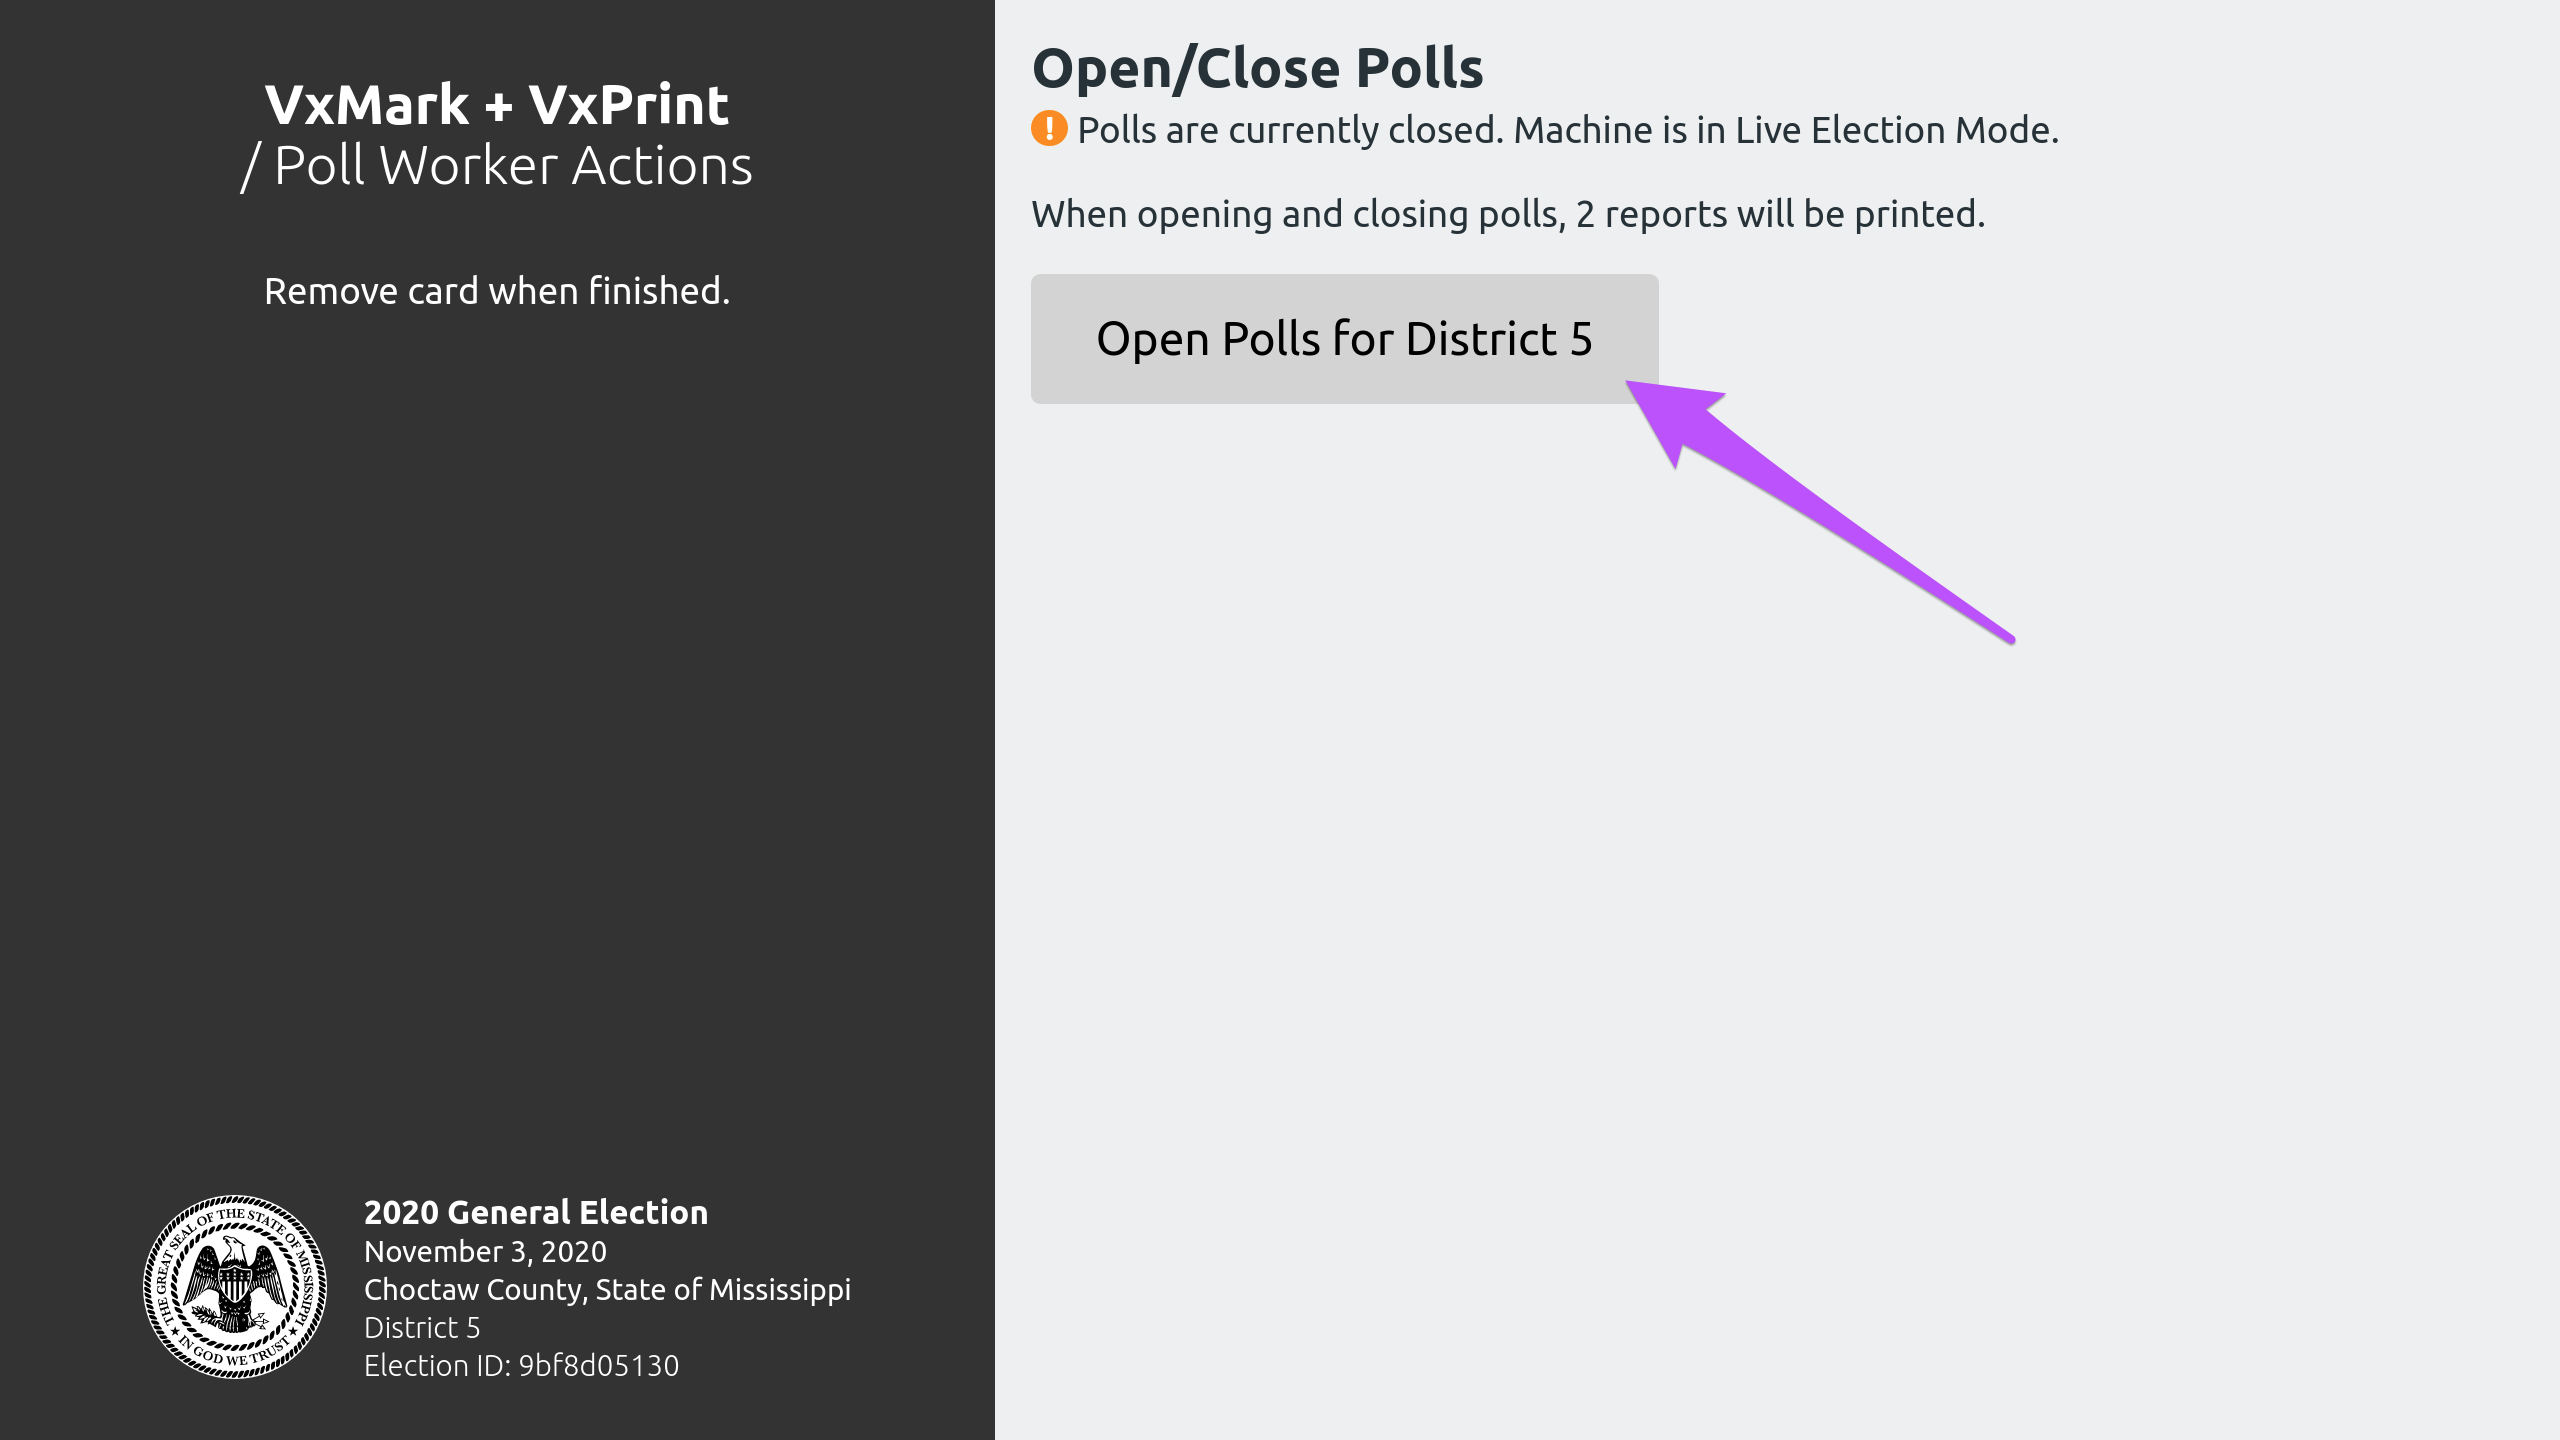 VxMark + VxPrint
/ Poll Worker Actions
Remove card when finished.
Open/Close Polls
! Polls are currently closed. Machine is in Live Election Mode.
When opening and closing polls, 2 reports will be printed.
Open Polls for District 5
THE GREAT SEAL OF THE STATE OF MISSISSIPPI
★ IN GOD WE TRUST ★
2020 General Election
November 3, 2020
Choctaw County, State of Mississippi
District 5
Election ID: 9bf8d05130